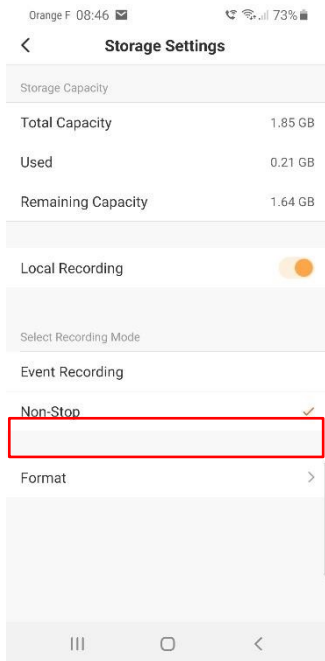 Orange F 08:46 73%
Storage Settings
Storage Capacity
Total Capacity 1.85 GB
Used 0.21 GB
Remaining Capacity 1.64 GB
Local Recording
Select Recording Mode
Event Recording
Non-Stop
Format